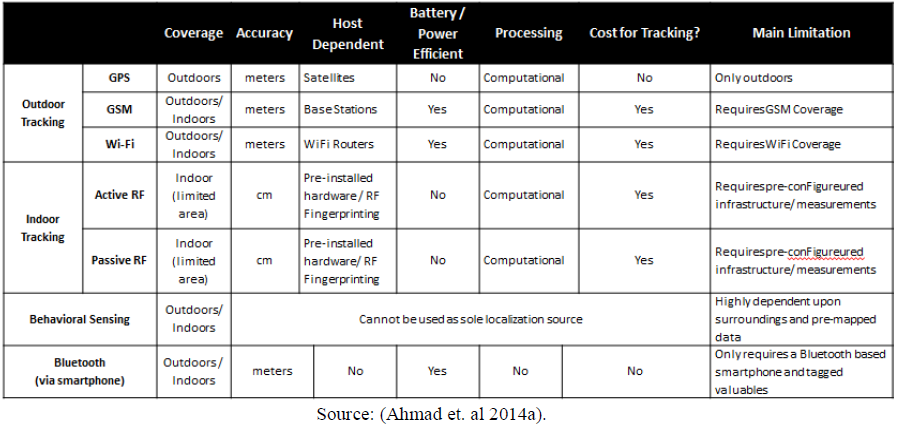 Coverage Accuracy Host Dependent Battery / Power Efficient Processing Cost for Tracking? Main Limitation
Outdoor Tracking
GPS Outdoors meters Satellites No Computational No Only outdoors
GSM Outdoors/ Indoors meters Base Stations Yes Computational Yes RequiresGSM Coverage
Wi-Fi Outdoors/ Indoors meters WiFi Routers Yes Computational Yes RequiresWiFi Coverage
Indoor Tracking
Active RF Indoor (limited area) cm Pre-installed hardware/ RF Fingerprinting No Computational Yes Requirespre-conFigureured infrastructure/ measurements
Passive RF Indoor (limited area) cm Pre-installed hardware/ RF Fingerprinting No Computational Yes Requirespre-conFigureured infrastructure/ measurements
Behavioral Sensing Outdoors/ Indoors Cannot be used as sole localization source Highly dependent upon surroundings and pre-mapped data
Bluetooth (via smartphone) Outdoors/ Indoors meters No Yes No No Only requires a Bluetooth based smartphone and tagged valuables
Source: (Ahmad et. al 2014a).